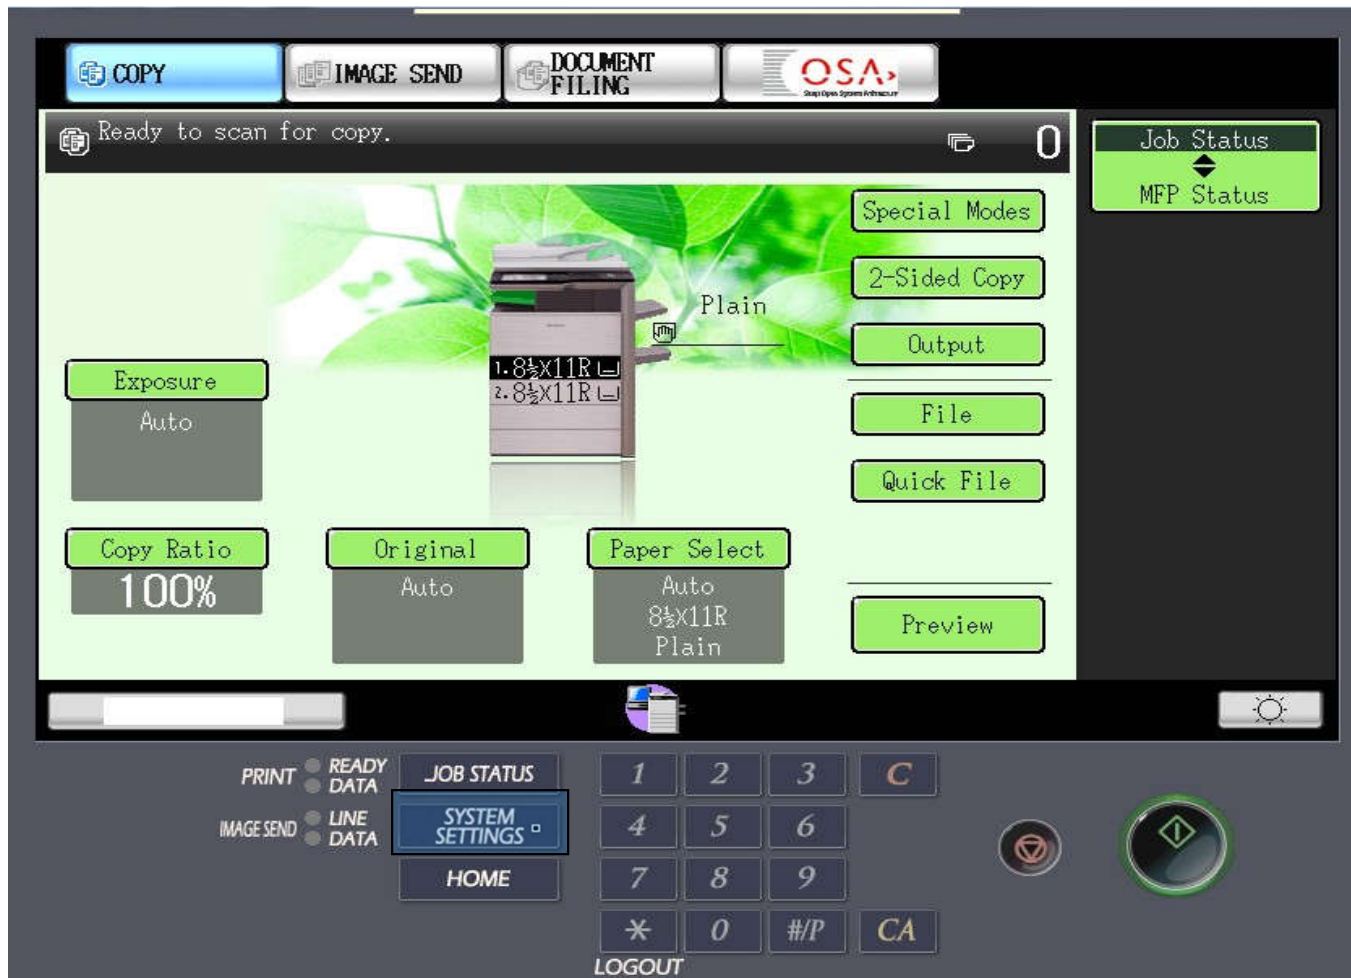 COPY
IMAGE SEND
DOCUMENT
FILING
OSA
Ready to scan for copy.
0
Job Status
MFP Status
Special Modes
2-Sided Copy
Plain
Output
1. 8½X11R
2. 8½X11R
Exposure
Auto
File
Quick File
Copy Ratio
100%
Original
Auto
Paper Select
Auto
8½X11R
Plain
Preview
PRINT
READY
DATA
IMAGE SEND
LINE
DATA
JOB STATUS
SYSTEM
SETTINGS
HOME
1 2 3 C
4 5 6
7 8 9
* 0 #/P CA
LOGOUT